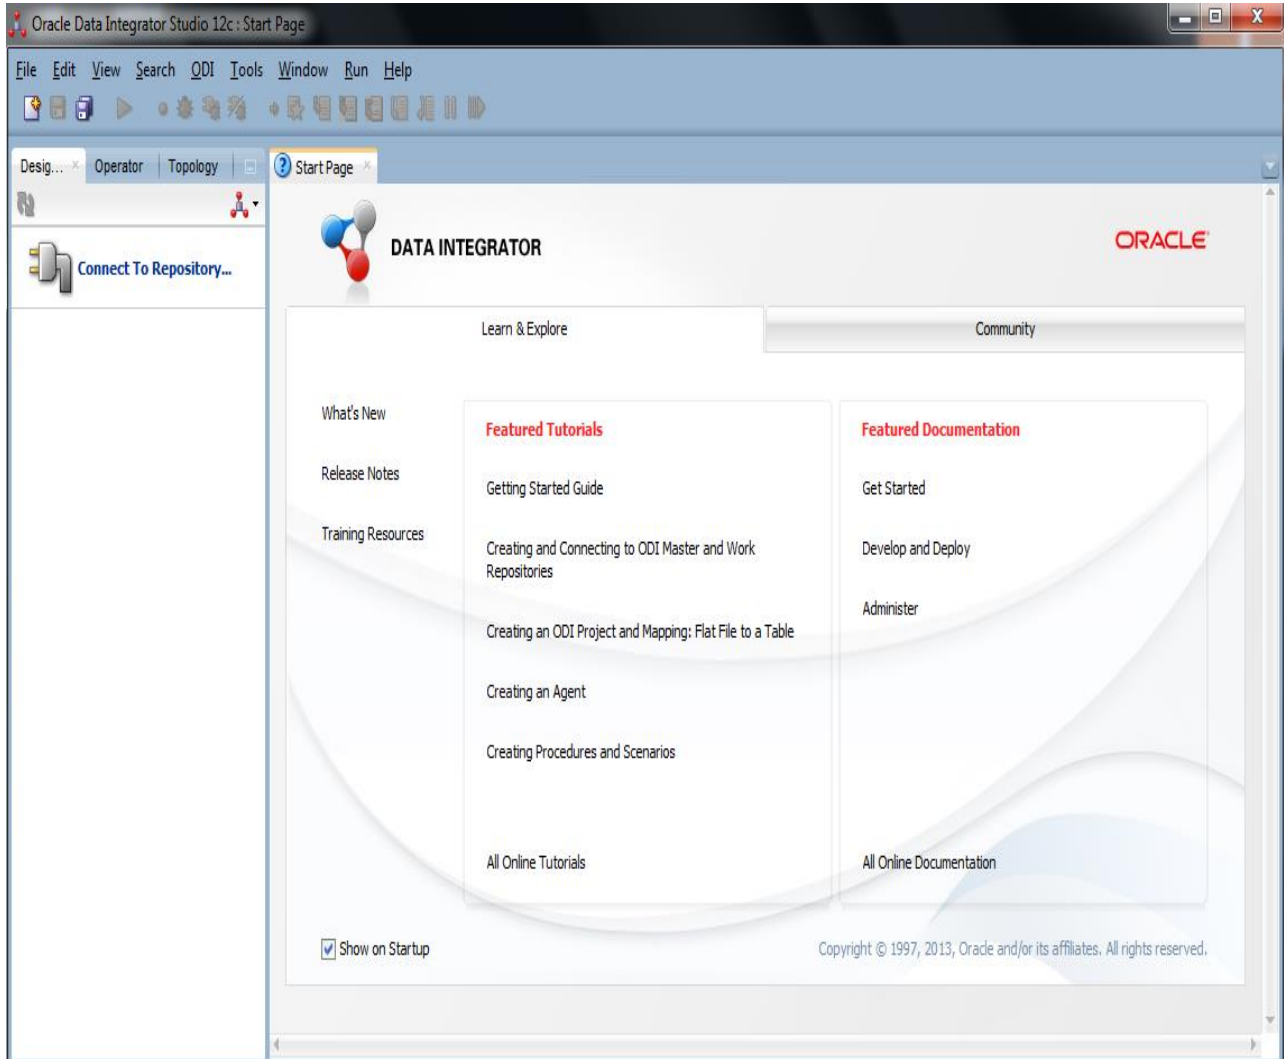 Oracle Data Integrator Studio 12c : Start Page
File Edit View Search ODI Tools Window Run Help
Desig... Operator Topology
Start Page
Connect To Repository...
DATA INTEGRATOR
ORACLE
Learn & Explore
Community
What's New
Release Notes
Training Resources
Featured Tutorials
Getting Started Guide
Creating and Connecting to ODI Master and Work
Repositories
Creating an ODI Project and Mapping: Flat File to a Table
Creating an Agent
Creating Procedures and Scenarios
All Online Tutorials
Featured Documentation
Get Started
Develop and Deploy
Administer
All Online Documentation
Show on Startup
Copyright © 1997, 2013, Oracle and/or its affiliates. All rights reserved.